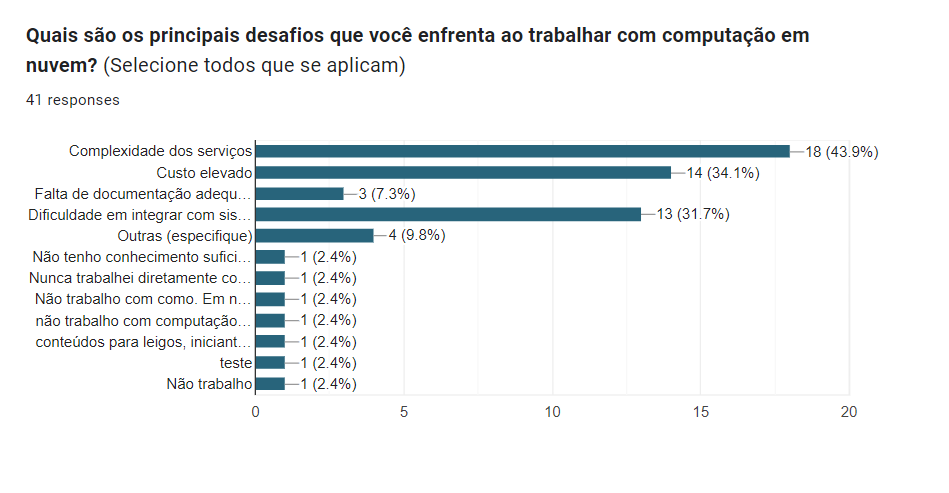 Quais são os principais desafios que você enfrenta ao trabalhar com computação em
nuvem? (Selecione todos que se aplicam)
41 responses
Complexidade dos serviços 18 (43.9%)
Custo elevado 14 (34.1%)
Falta de documentação adequ… 3 (7.3%)
Dificuldade em integrar com sis… 13 (31.7%)
Outras (especifique) 4 (9.8%)
Não tenho conhecimento sufici… 1 (2.4%)
Nunca trabalhei diretamente co… 1 (2.4%)
Não trabalho com como. Em n… 1 (2.4%)
não trabalho com computação… 1 (2.4%)
conteúdos para leigos, iniciant… 1 (2.4%)
teste 1 (2.4%)
Não trabalho 1 (2.4%)
0 5 10 15 20